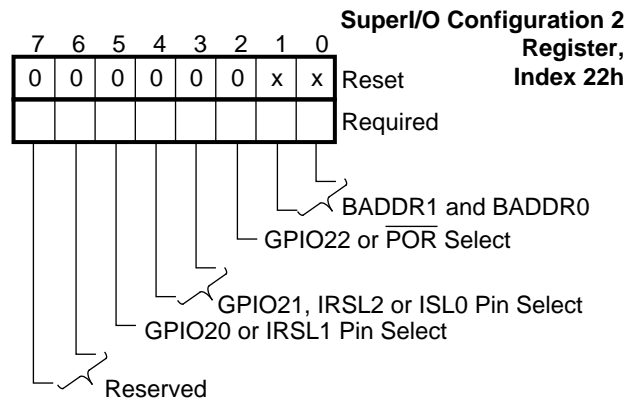 SuperI/O Configuration 2
Register,
Index 22h
7 6 5 4 3 2 1 0
0 0 0 0 0 0 x x Reset
Required
BADDR1 and BADDR0
GPIO22 or POR Select
GPIO21, IRSL2 or ISL0 Pin Select
GPIO20 or IRSL1 Pin Select
Reserved